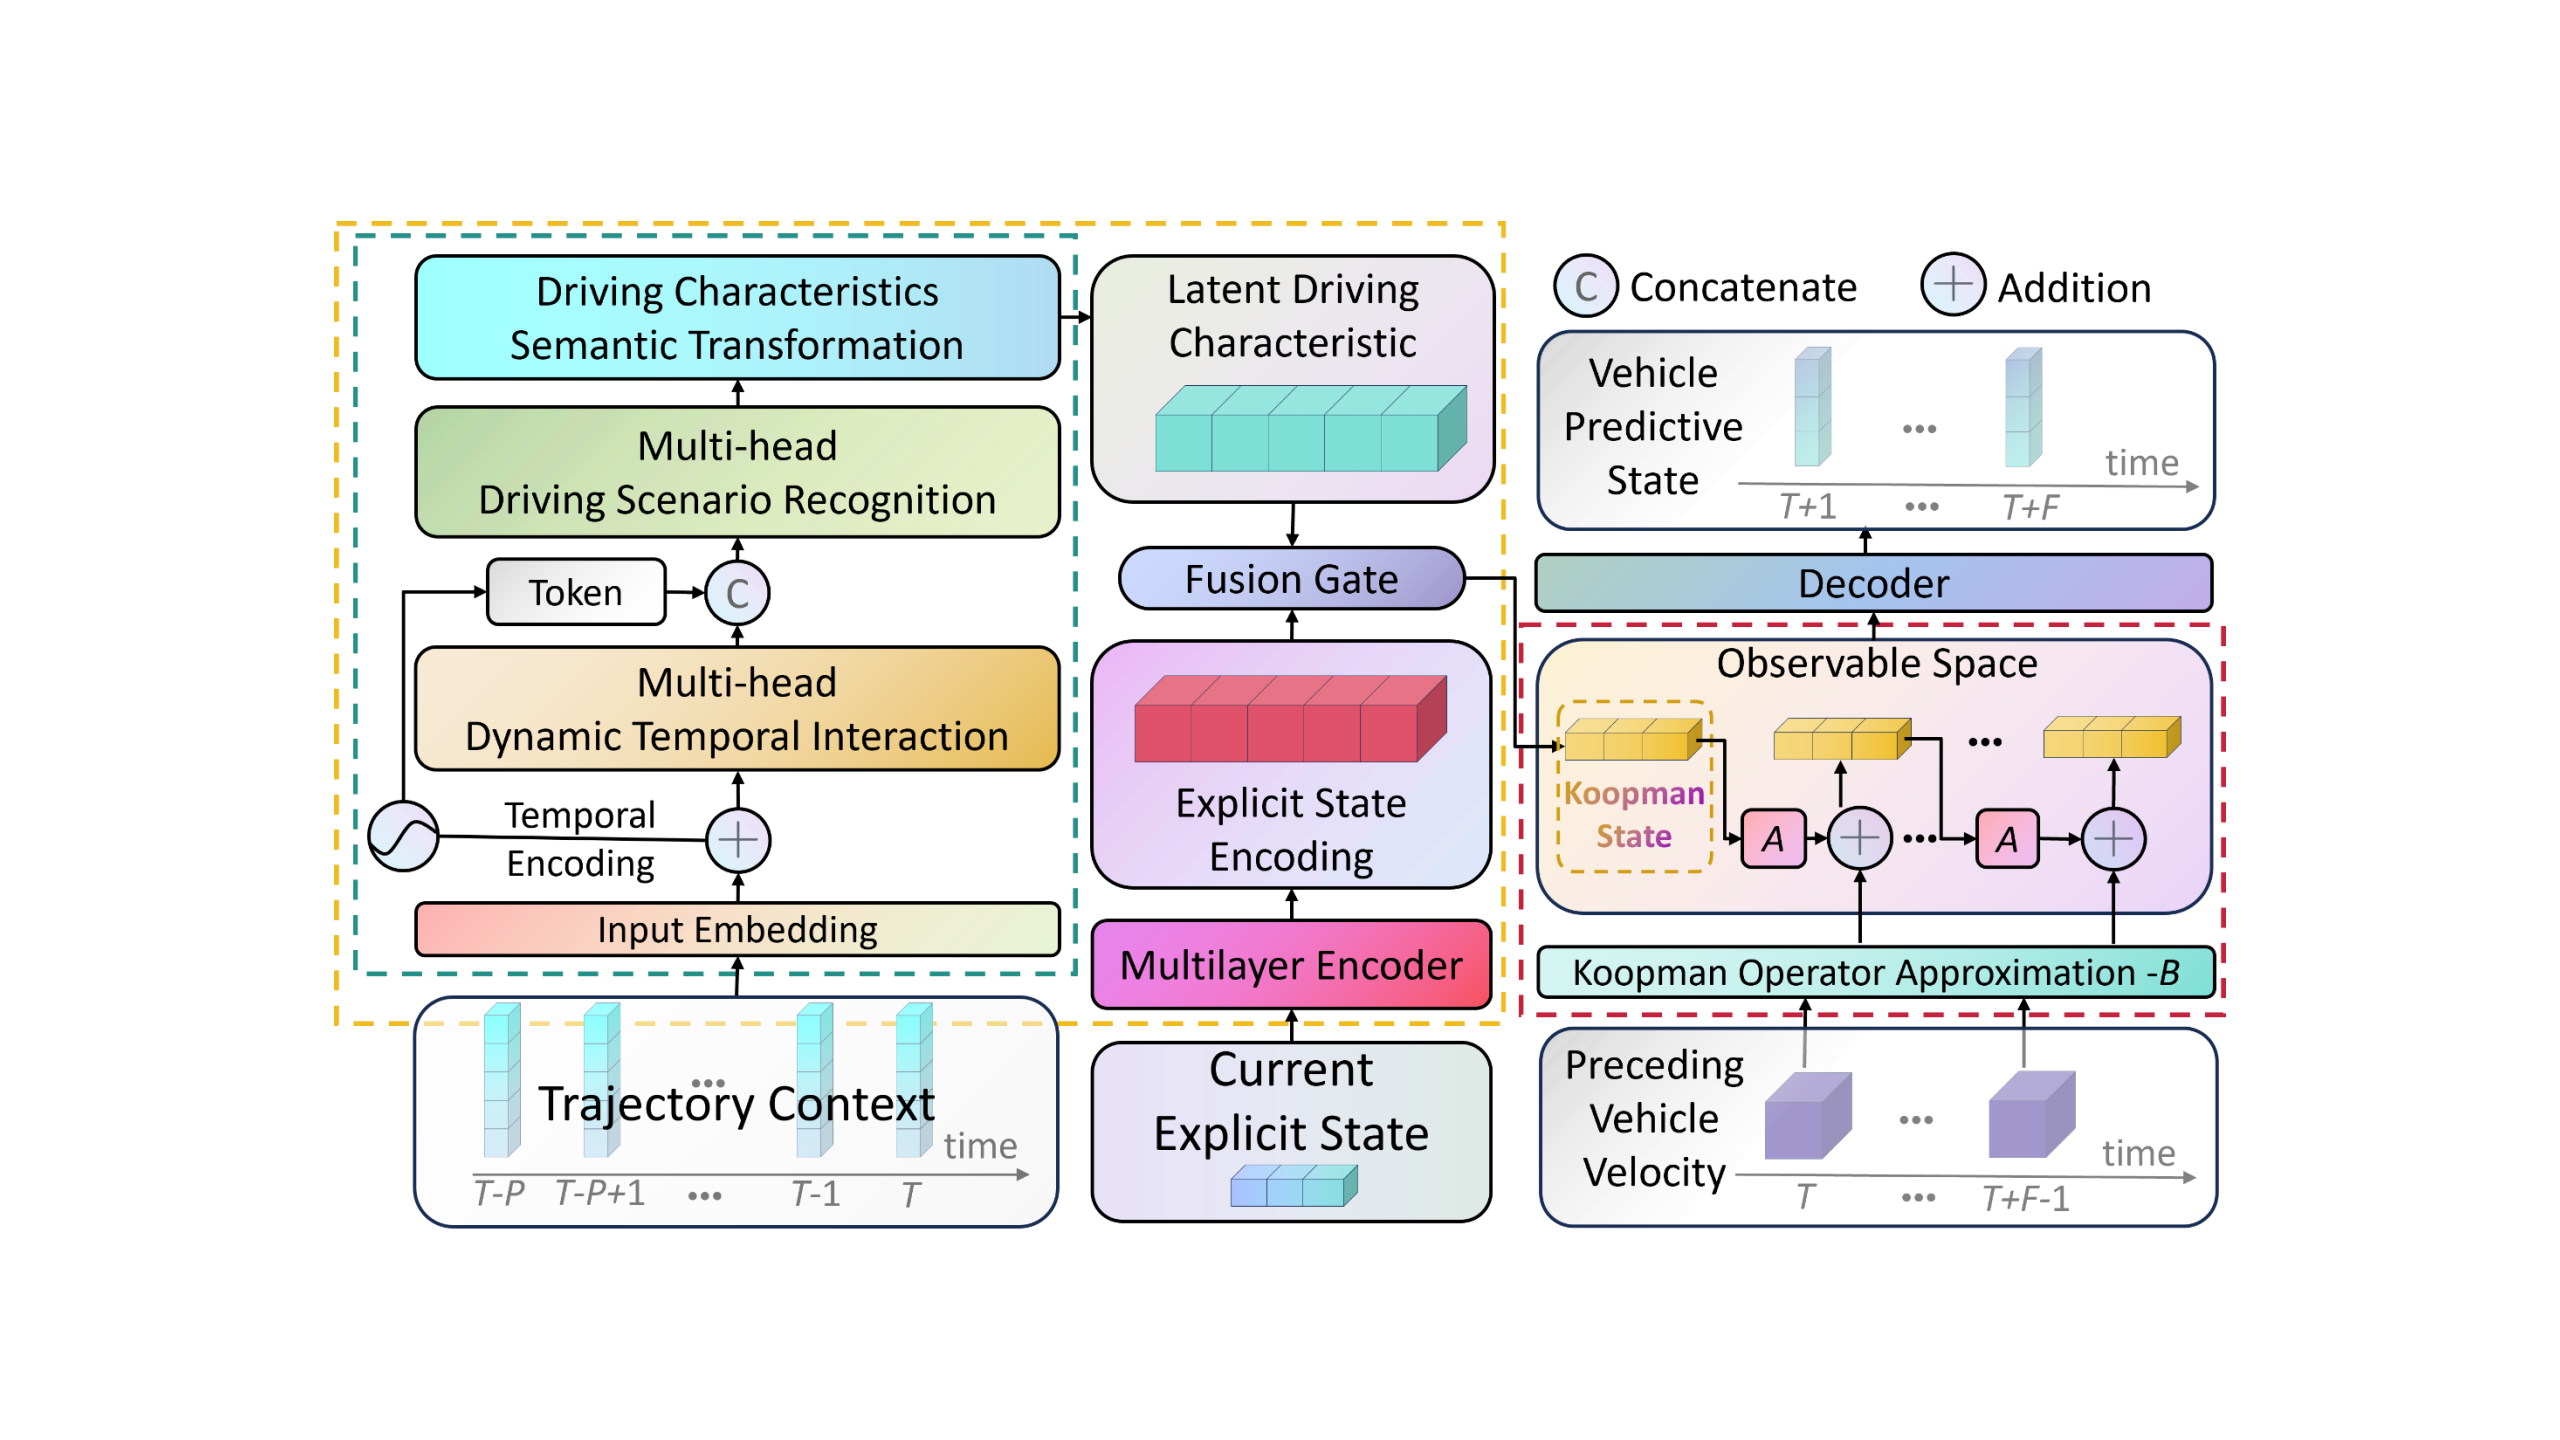 Driving Characteristics
Semantic Transformation
Multi-head
Driving Scenario Recognition
Token
C
Multi-head
Dynamic Temporal Interaction
Temporal
Encoding
Input Embedding
Trajectory Context
time
T-P T-P+1 ... T-1 T
Latent Driving
Characteristic
Fusion Gate
Explicit State
Encoding
Multilayer Encoder
Current
Explicit State
C Concatenate
+ Addition
Vehicle
Predictive
State
time
T+1 ... T+F
Decoder
Observable Space
Koopman
State
A + ... A +
Koopman Operator Approximation -B
Preceding
Vehicle
Velocity
time
T ... T+F-1